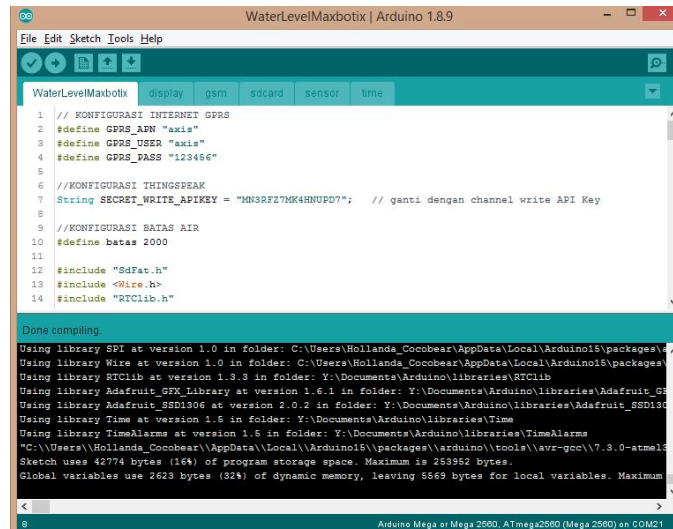 WaterLevelMaxbotix | Arduino 1.8.9
File Edit Sketch Tools Help
WaterLevelMaxbotix display gsm sdcard sensor time
1 // KONFIGURASI INTERNET GPRS
2 #define GPRS_APN "axis"
3 #define GPRS_USER "axis"
4 #define GPRS_PASS "123456"
5
6 //KONFIGURASI THINGSPEAK
7 String SECRET_WRITE_APIKEY = "MN3RFZ7MK4HNUPD7"; // ganti dengan channel write API Key
8
9 //KONFIGURASI BATAS AIR
10 #define batas 2000
11
12 #include "SdFat.h"
13 #include <Wire.h>
14 #include "RTClib.h"
Done compiling.
Using library SPI at version 1.0 in folder: C:\Users\Hollanda_Cocobear\AppData\Local\Arduino15\packages\a
Using library Wire at version 1.0 in folder: C:\Users\Hollanda_Cocobear\AppData\Local\Arduino15\packages\
Using library RTClib at version 1.3.3 in folder: Y:\Documents\Arduino\libraries\RTClib
Using library Adafruit_GFX_Library at version 1.6.1 in folder: Y:\Documents\Arduino\libraries\Adafruit_GF
Using library Adafruit_SSD1306 at version 2.0.2 in folder: Y:\Documents\Arduino\libraries\Adafruit_SSD130
Using library Time at version 1.5 in folder: Y:\Documents\Arduino\libraries\Time
Using library TimeAlarms at version 1.5 in folder: Y:\Documents\Arduino\libraries\TimeAlarms
"C:\\Users\\Hollanda_Cocobear\\AppData\\Local\\Arduino15\\packages\\arduino\\tools\\avr-gcc\\7.3.0-atmel3
Sketch uses 42774 bytes (16%) of program storage space. Maximum is 253952 bytes.
Global variables use 2623 bytes (32%) of dynamic memory, leaving 5569 bytes for local variables. Maximum
8 Arduino Mega or Mega 2560, ATmega2560 (Mega 2560) on COM21